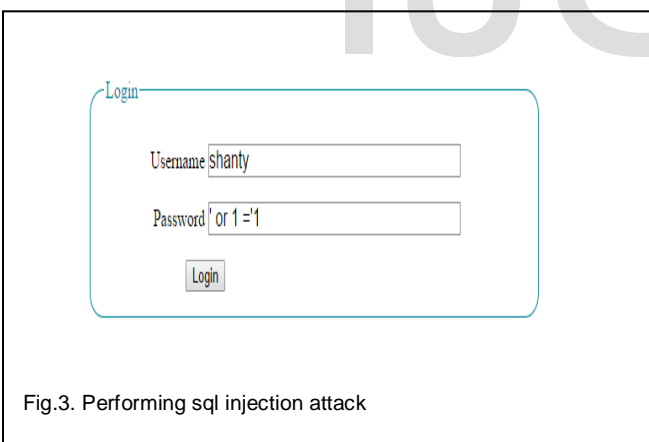 Login
Username shanty
Password ' or 1 ='1
Login
Fig.3. Performing sql injection attack